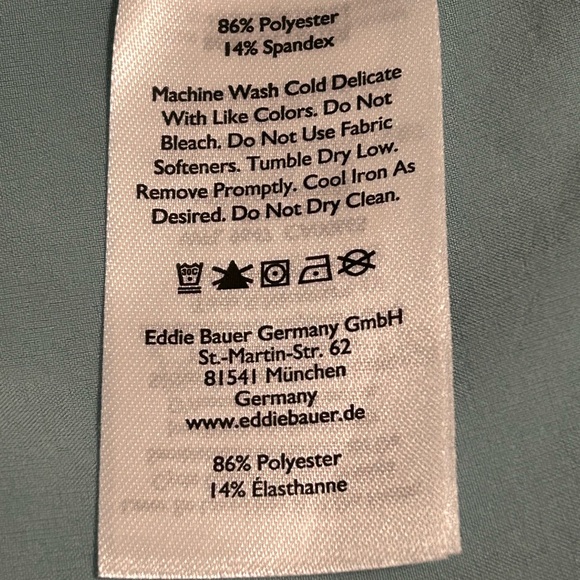 86% Polyester
14% Spandex
Machine Wash Cold Delicate
With Like Colors. Do Not
Bleach. Do Not Use Fabric
Softeners. Tumble Dry Low.
Remove Promptly. Cool Iron As
Desired. Do Not Dry Clean.
30C
Eddie Bauer Germany GmbH
St.-Martin-Str. 62
81541 München
Germany
www.eddiebauer.de
86% Polyester
14% Élasthanne